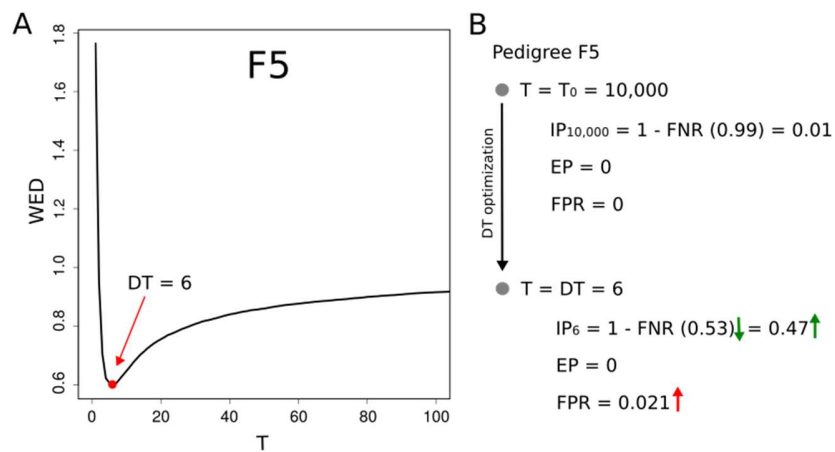 A
F5
WED
1.8
1.6
1.4
1.2
1.0
0.8
0.6
DT = 6
0 20 40 60 80 100
T
B
Pedigree F5
T = T₀ = 10,000
DT optimization
IP₁₀,₀₀₀ = 1 - FNR (0.99) = 0.01
EP = 0
FPR = 0
T = DT = 6
IP₆ = 1 - FNR (0.53)↓= 0.47↑
EP = 0
FPR = 0.021↑